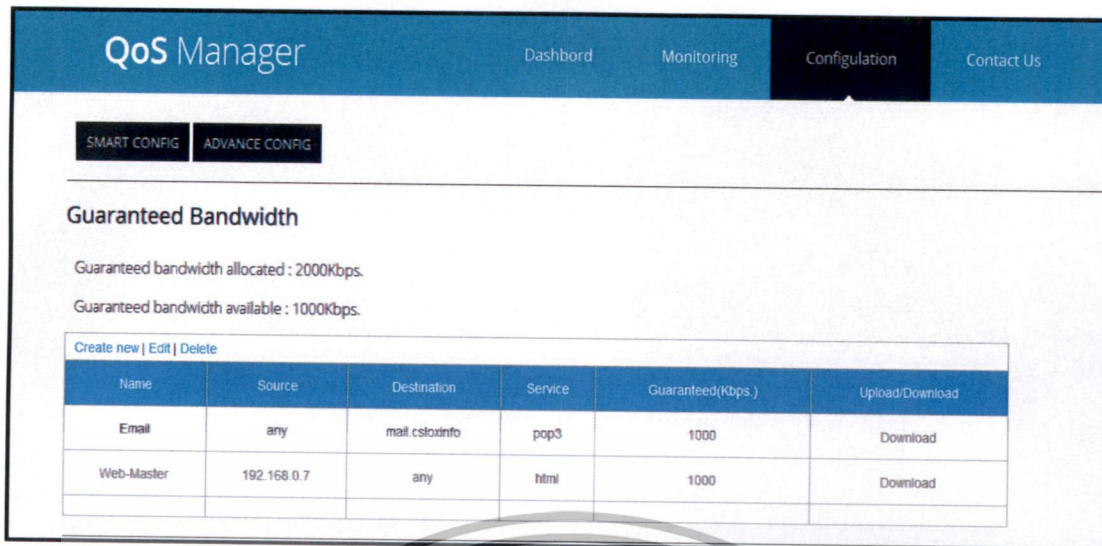 QoS Manager Dashbord Monitoring Configulation Contact Us
SMART CONFIG ADVANCE CONFIG
Guaranteed Bandwidth
Guaranteed bandwidth allocated : 2000Kbps.
Guaranteed bandwidth available : 1000Kbps.
Create new | Edit | Delete
Name Source Destination Service Guaranteed(Kbps.) Upload/Download
Email any mail.csloxinfo pop3 1000 Download
Web-Master 192.168.0.7 any html 1000 Download